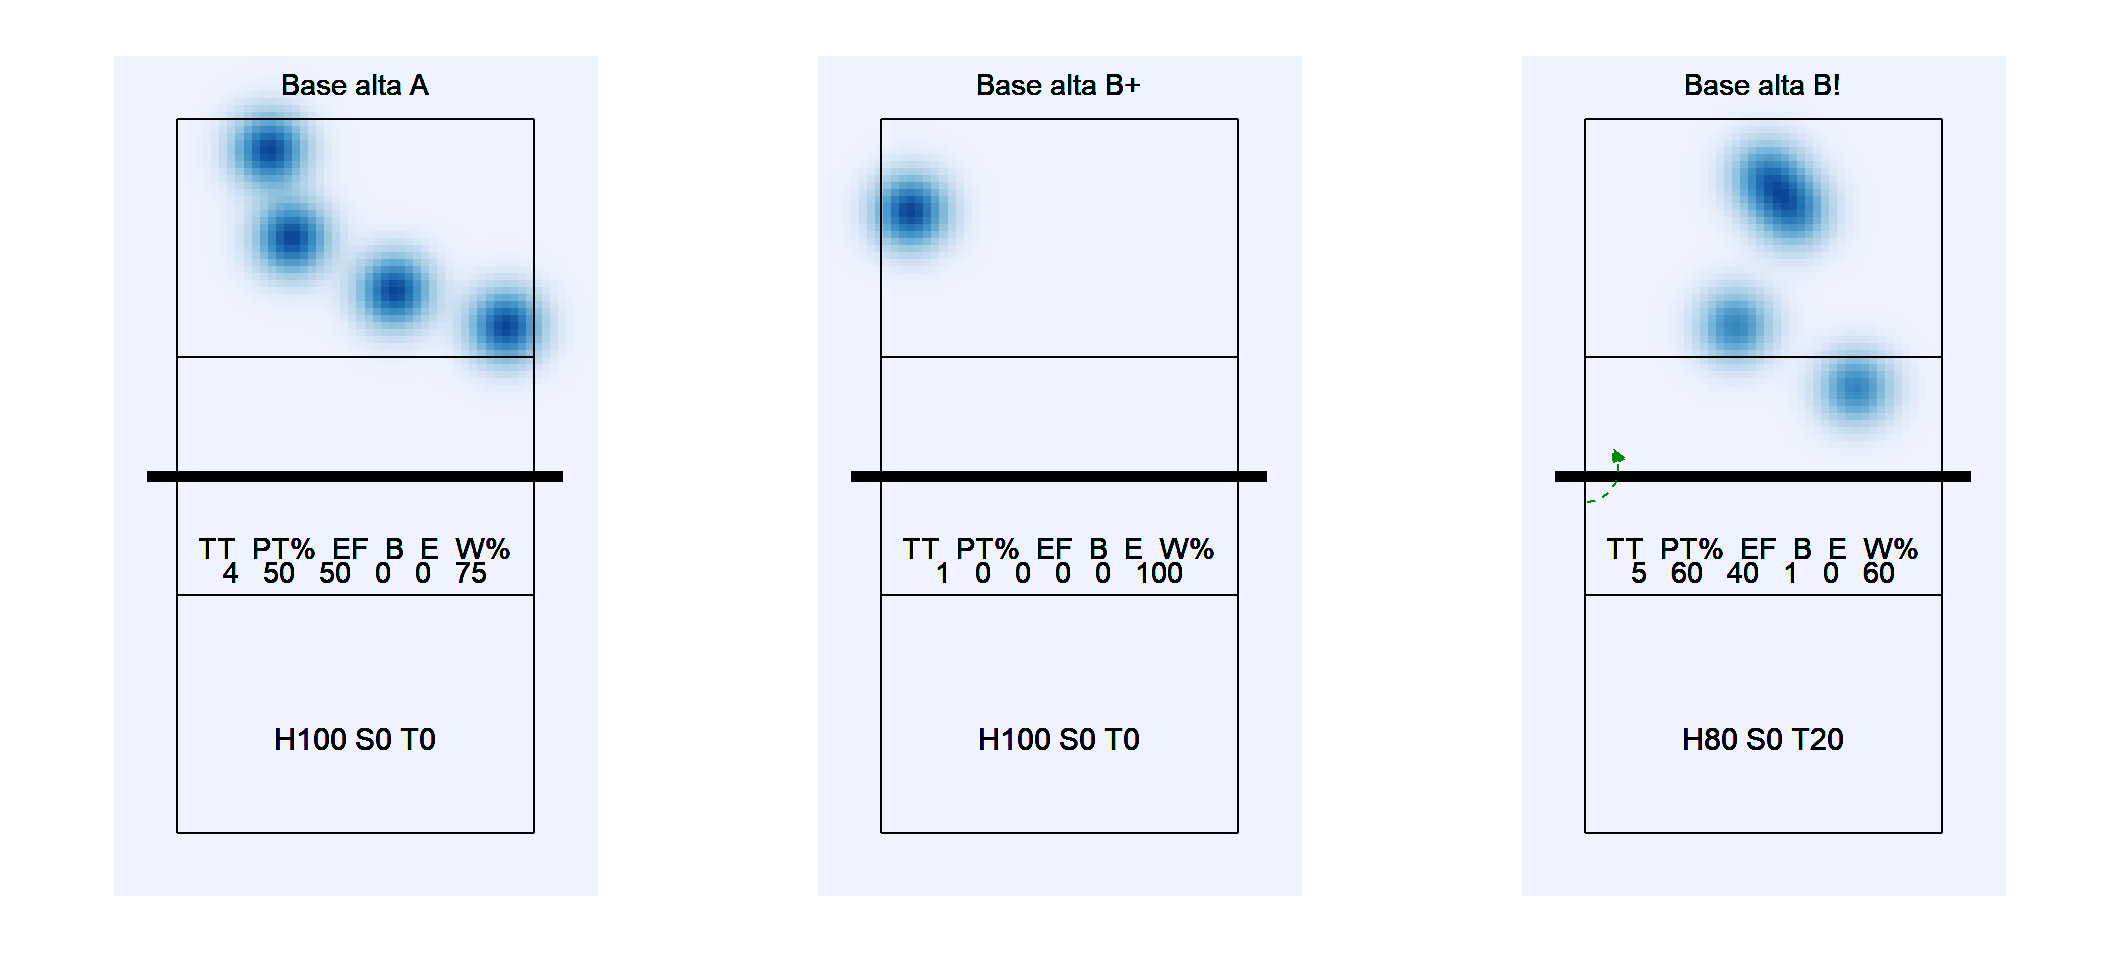 Base alta A
TT PT% EF B E W%
4 50 50 0 0 75
H100 S0 T0
Base alta B+
TT PT% EF B E W%
1 0 0 0 0 100
H100 S0 T0
Base alta B!
TT PT% EF B E W%
5 60 40 1 0 60
H80 S0 T20